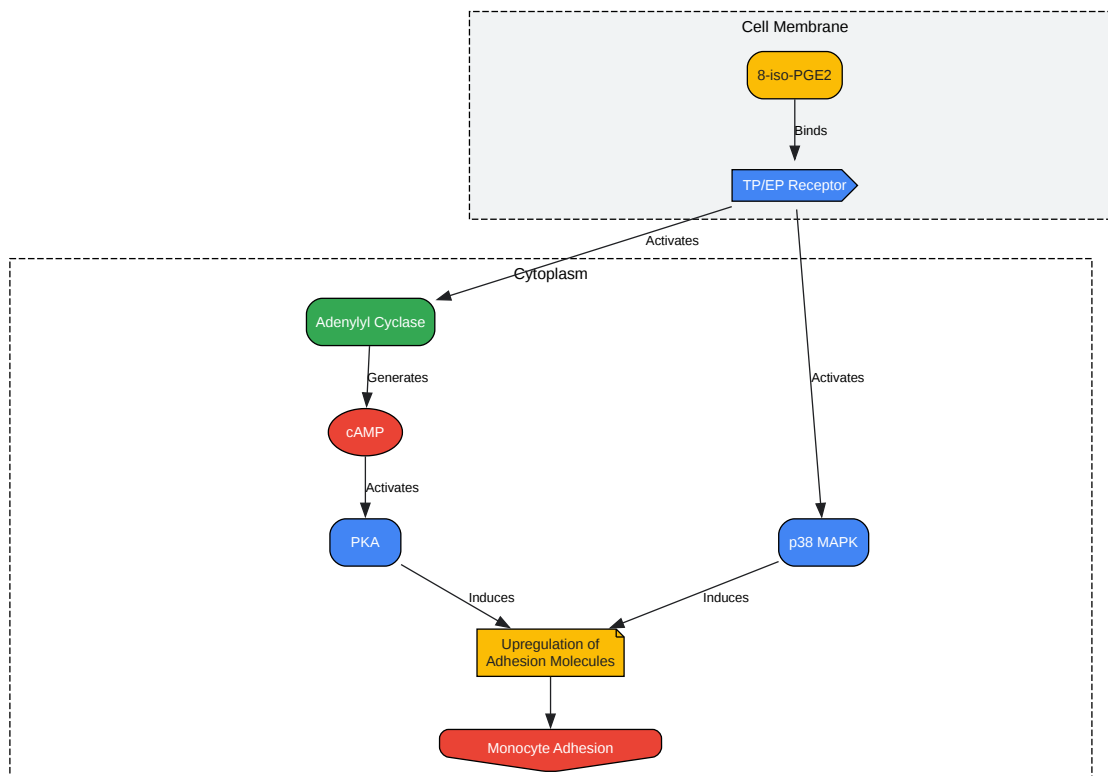 Cell Membrane
8-iso-PGE2
Binds
TP/EP Receptor
Activates
Cytoplasm
Adenylyl Cyclase
Generates
Activates
cAMP
Activates
PKA
p38 MAPK
Induces
Induces
Upregulation of
Adhesion Molecules
Monocyte Adhesion